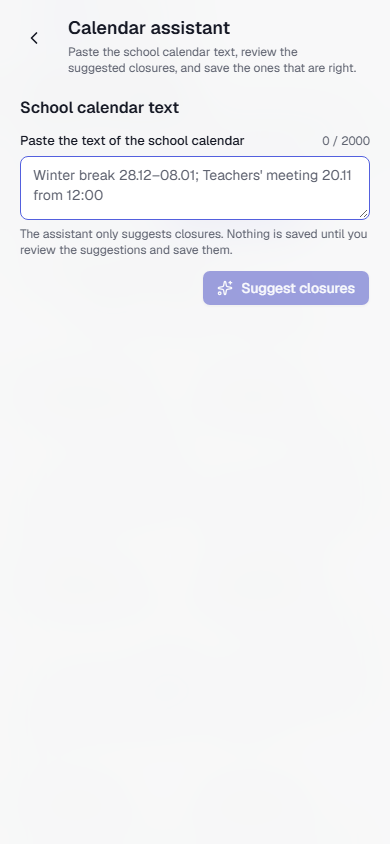 Calendar assistant
Paste the school calendar text, review the
suggested closures, and save the ones that are right.
School calendar text
Paste the text of the school calendar 0 / 2000
Winter break 28.12–08.01; Teachers' meeting 20.11
from 12:00
The assistant only suggests closures. Nothing is saved until you
review the suggestions and save them.
Suggest closures